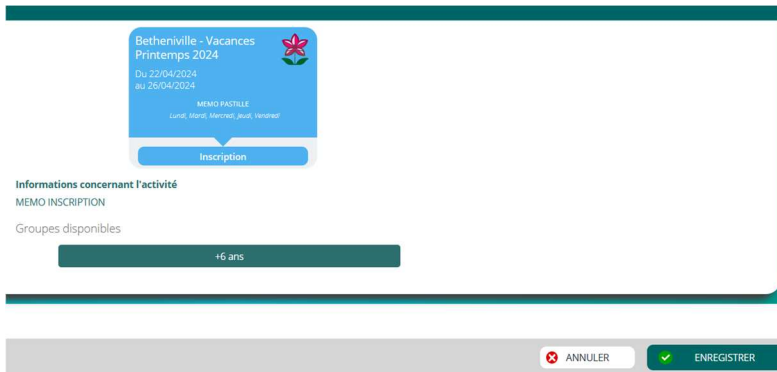 Betheniville - Vacances
Printemps 2024
Du 22/04/2024
au 26/04/2024
MEMO PASTILLE
Lundi, Mardi, Mercredi, Jeudi, Vendredi
Inscription
Informations concernant l'activité
MEMO INSCRIPTION
Groupes disponibles
+6 ans
ANNULER
ENREGISTRER